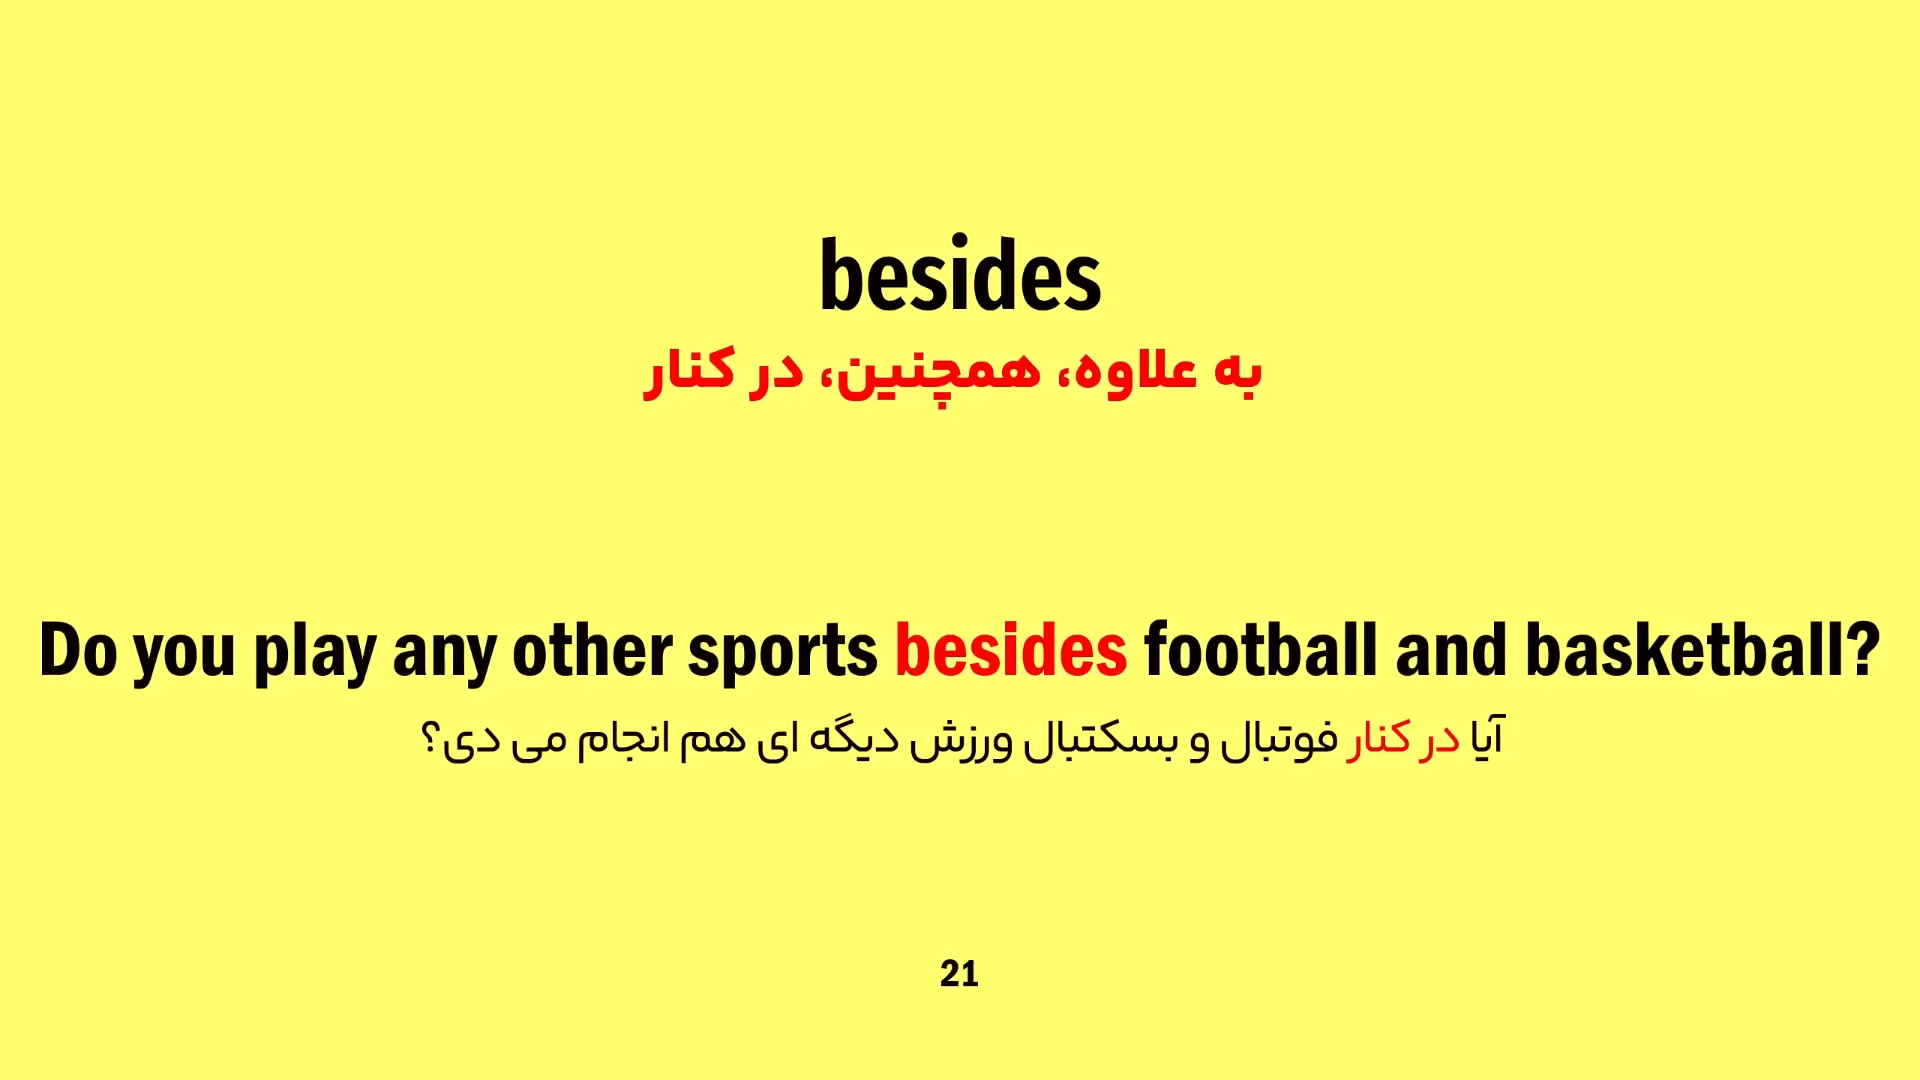 besides
به علاوه، همچنین، در کنار
Do you play any other sports besides football and basketball?
آیا در کنار فوتبال و بسکتبال ورزش دیگه ای هم انجام می دی؟
21